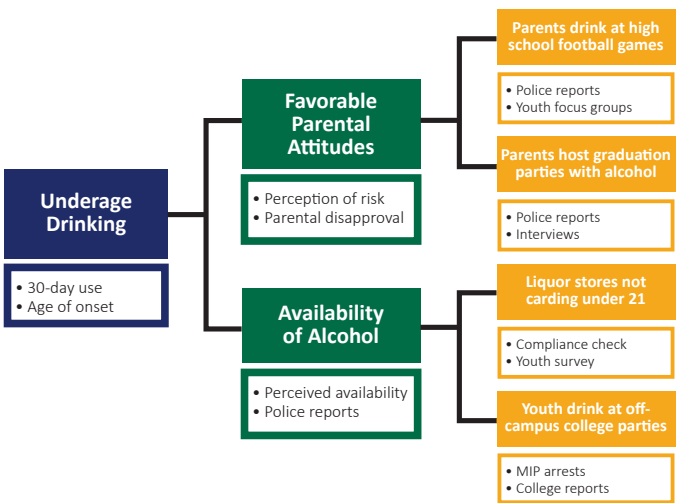 Underage
Drinking
• 30-day use
• Age of onset
Favorable
Parental
Attitudes
• Perception of risk
• Parental disapproval
Availability
of Alcohol
• Perceived availability
• Police reports
Parents drink at high
school football games
• Police reports
• Youth focus groups
Parents host graduation
parties with alcohol
• Police reports
• Interviews
Liquor stores not
carding under 21
• Compliance check
• Youth survey
Youth drink at off-
campus college parties
• MIP arrests
• College reports